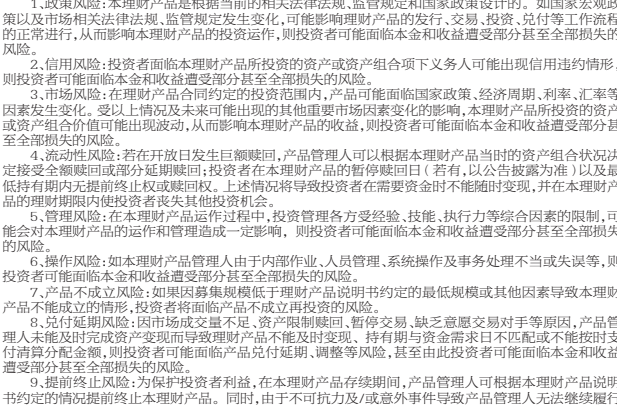 1、政策风险:本理财产品是根据当前的相关法律法规、监管规定和国家政策设计的。如国家宏观政
策以及市场相关法律法规、监管规定发生变化,可能影响理财产品的发行、交易、投资、兑付等工作流程
的正常进行,从而影响本理财产品的投资运作,则投资者可能面临本金和收益遭受部分甚至全部损失的
风险。
2、信用风险:投资者面临本理财产品所投资的资产或资产组合项下义务人可能出现信用违约情形,
则投资者可能面临本金和收益遭受部分甚至全部损失的风险。
3、市场风险:在理财产品合同约定的投资范围内,产品可能面临国家政策、经济周期、利率、汇率等
因素发生变化。受以上情况及未来可能出现的其他重要市场因素变化的影响,本理财产品所投资的资产
或资产组合价值可能出现波动,从而影响本理财产品的收益,则投资者可能面临本金和收益遭受部分甚
至全部损失的风险。
4、流动性风险:若在开放日发生巨额赎回,产品管理人可以根据本理财产品当时的资产组合状况决
定接受全额赎回或部分延期赎回;投资者在本理财产品的暂停赎回日(若有,以公告披露为准)以及最
低持有期内无提前终止权或赎回权。上述情况将导致投资者在需要资金时不能随时变现,并在本理财产
品的理财期限内使投资者丧失其他投资机会。
5、管理风险:在本理财产品运作过程中,投资管理各方受经验、技能、执行力等综合因素的限制,可
能会对本理财产品的运作和管理造成一定影响,则投资者可能面临本金和收益遭受部分甚至全部损失
的风险。
6、操作风险:如本理财产品管理人由于内部作业、人员管理、系统操作及事务处理不当或失误等,则
投资者可能面临本金和收益遭受部分甚至全部损失的风险。
7、产品不成立风险:如果因募集规模低于理财产品说明书约定的最低规模或其他因素导致本理财
产品不能成立的情形,投资者将面临产品不成立再投资的风险。
8、兑付延期风险:因市场成交量不足、资产限制赎回、暂停交易、缺乏意愿交易对手等原因,产品管
理人未能及时完成资产变现而导致理财产品不能及时变现、持有期与资金需求日不匹配或不能按时支
付清算分配金额,则投资者可能面临产品兑付延期、调整等风险,甚至由此投资者可能面临本金和收益
遭受部分甚至全部损失的风险。
9、提前终止风险:为保护投资者利益,在本理财产品存续期间,产品管理人可根据本理财产品说明
书约定的情况提前终止本理财产品。同时,由于不可抗力及/或意外事件导致产品管理人无法继续履行